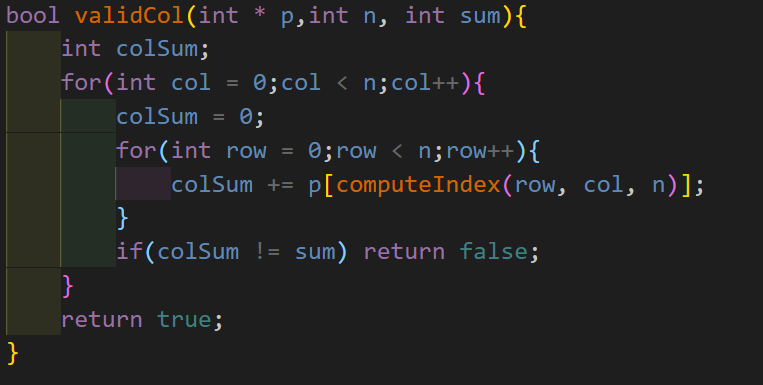 bool validCol(int * p,int n, int sum){
    int colSum;
    for(int col = 0;col < n;col++){
        colSum = 0;
        for(int row = 0;row < n;row++){
            colSum += p[computeIndex(row, col, n)];
        }
        if(colSum != sum) return false;
    }
    return true;
}